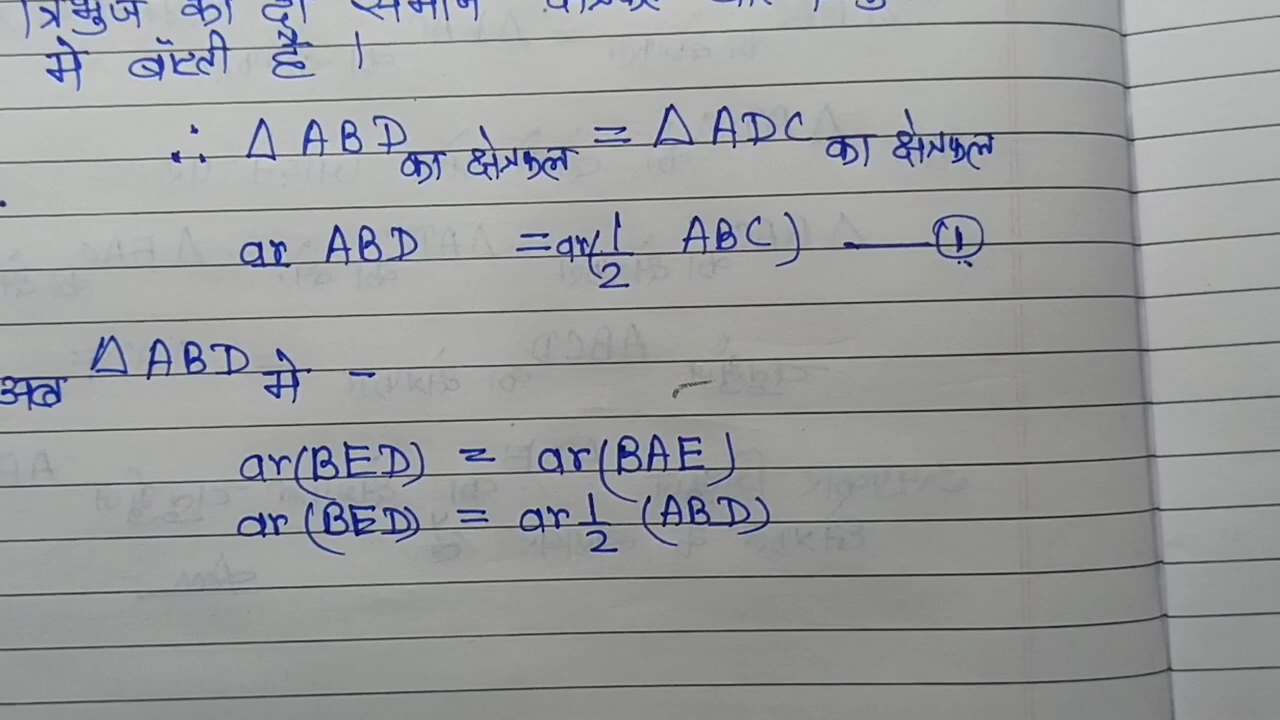 त्रिभुज को दो समान
में बाँटती है ।
∴ △ ABD का क्षेत्रफल = △ ADC का क्षेत्रफल
ar ABD = ar(1/2 ABC) — ①
अब △ ABD में –
ar(BED) = ar(BAE)
ar(BED) = ar 1/2 (ABD)